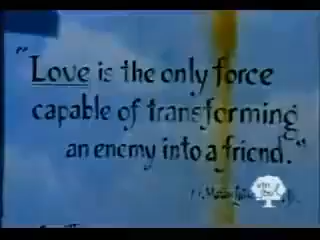 "Love is the only force
capable of transforming
an enemy into a friend."